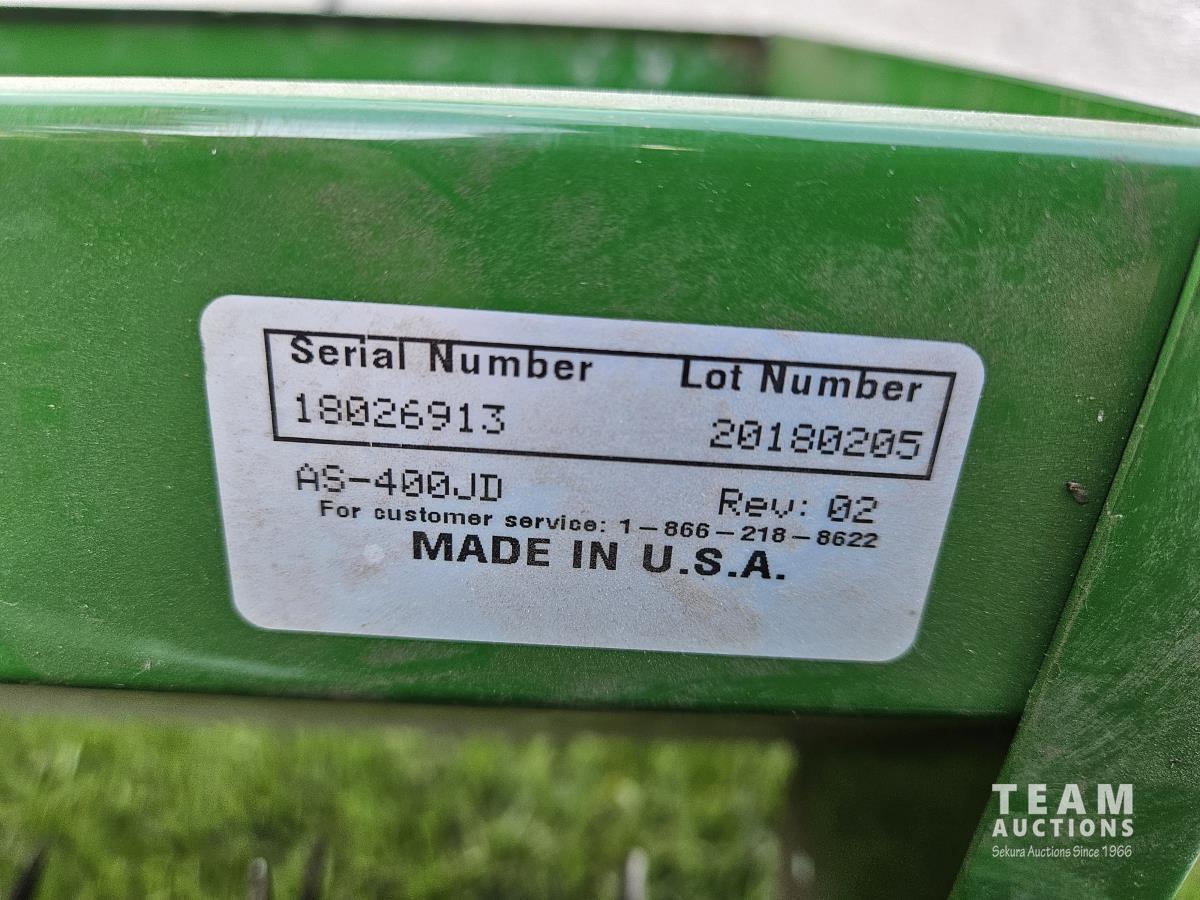 Serial Number Lot Number
18026913 20180205
AS-400JD Rev: 02
For customer service: 1-866-218-8622
MADE IN U.S.A.
TEAM
AUCTIONS
Sekura Auctions Since 1966